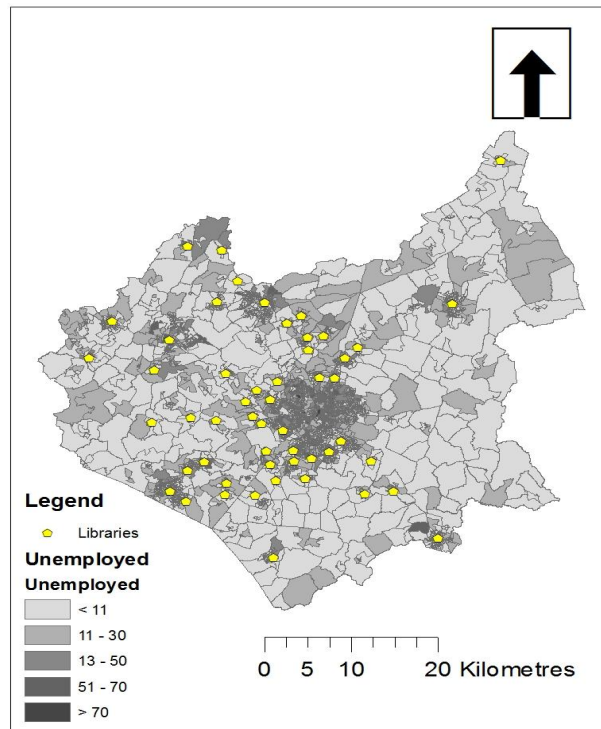 Legend
Libraries
Unemployed
Unemployed
< 11
11 - 30
13 - 50
51 - 70
> 70
0 5 10 20 Kilometres